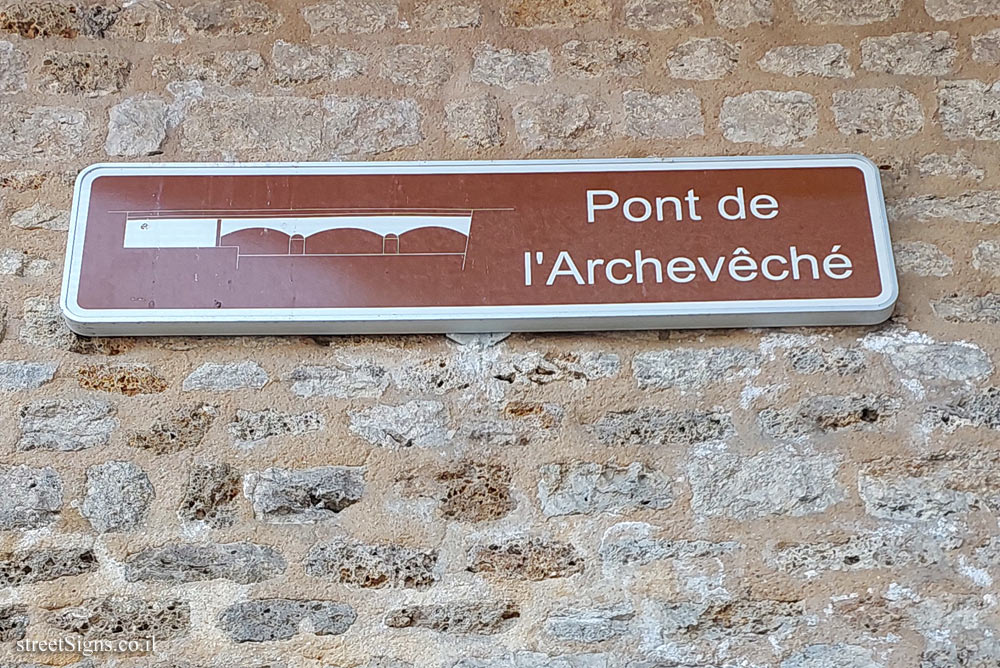 Pont de
l'Archevêché
streetSigns.co.il